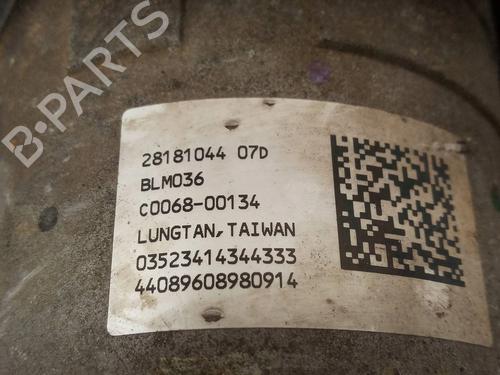 B-PARTS
28181044 07D
BLM036
C0068-00134
LUNGTAN, TAIWAN
03523414344333
44089608980914